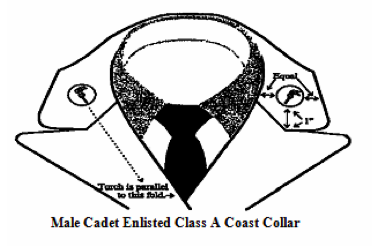 Equal
1"
Torch is parallel
to this fold.
Male Cadet Enlisted Class A Coast Collar